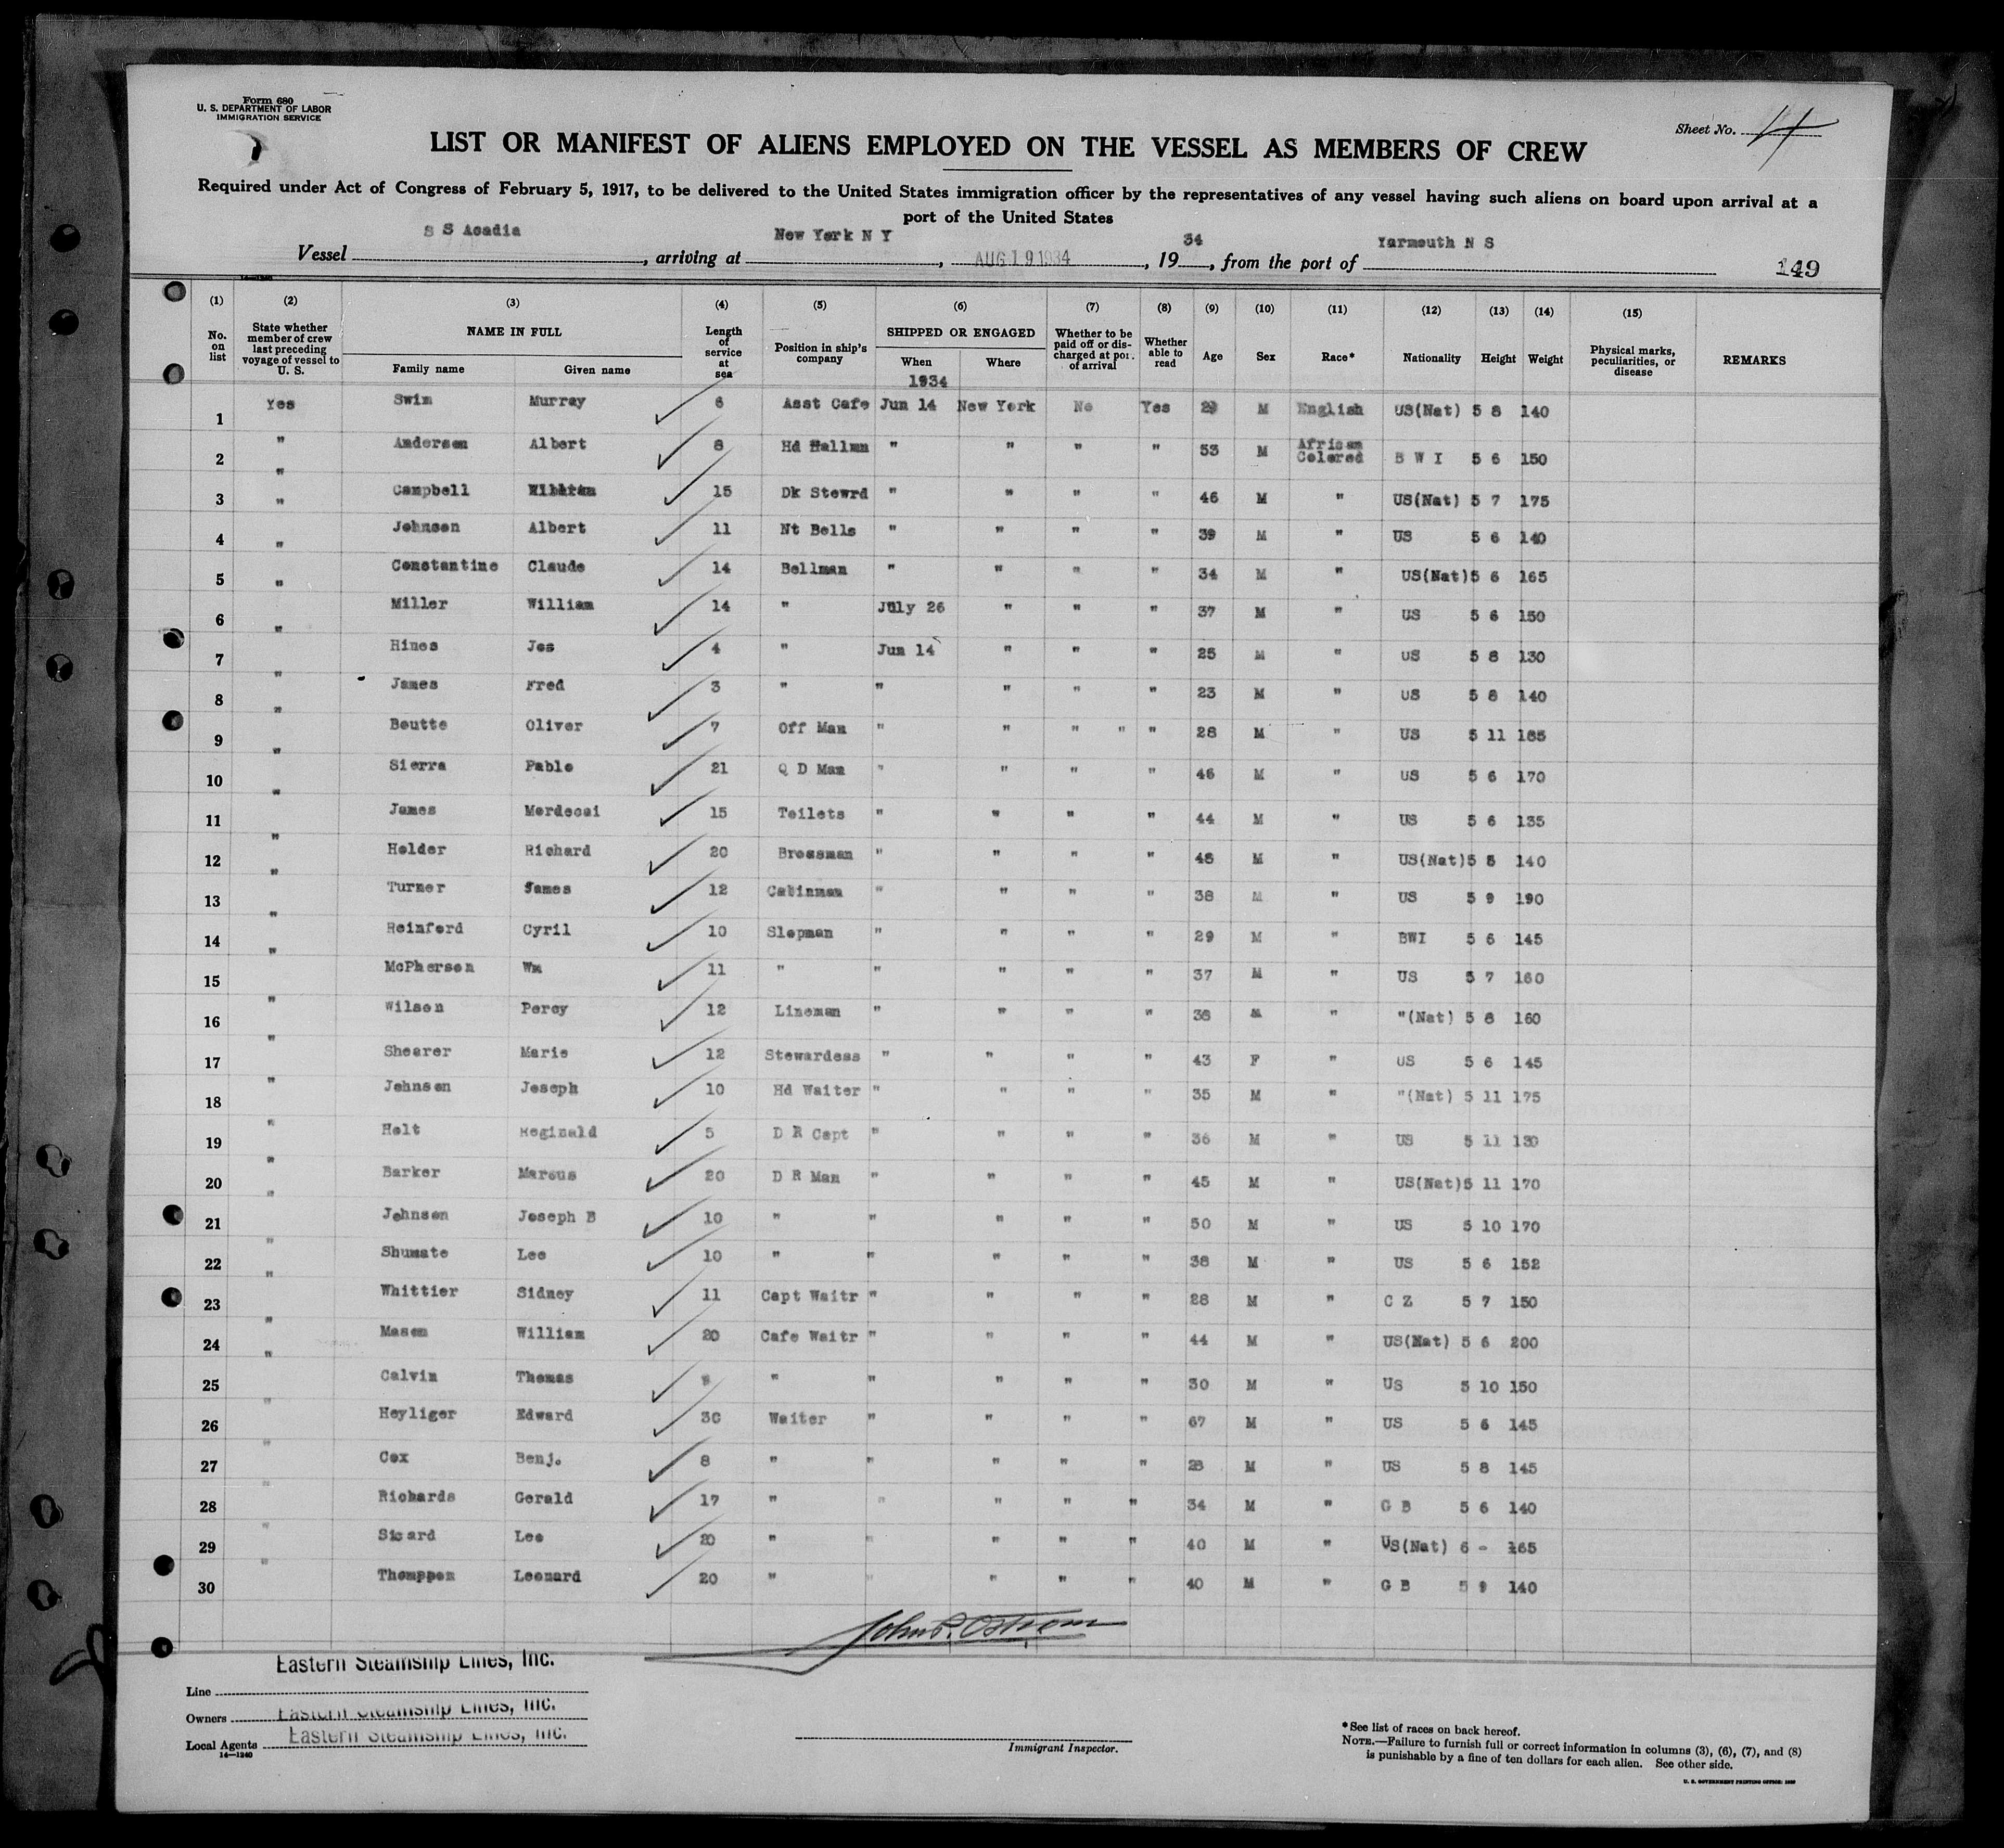 Form 680
U. S. DEPARTMENT OF LABOR
IMMIGRATION SERVICE
Sheet No. 4
LIST OR MANIFEST OF ALIENS EMPLOYED ON THE VESSEL AS MEMBERS OF CREW
Required under Act of Congress of February 5, 1917, to be delivered to the United States immigration officer by the representatives of any vessel having such aliens on board upon arrival at a
port of the United States
Vessel S S Acadia, arriving at New York N Y, AUG 19 1934, 1934, from the port of Yarmouth N S
149
(1) (2) (3) (4) (5) (6) (7) (8) (9) (10) (11) (12) (13) (14) (15)
No. on list State whether member of crew last preceding voyage of vessel to U. S. NAME IN FULL Family name Given name Length of service at sea Position in ship's company SHIPPED OR ENGAGED When Where Whether to be paid off or discharged at port of arrival Whether able to read Age Sex Race* Nationality Height Weight Physical marks, peculiarities, or disease REMARKS
1934
1 Yes Swim Murray 6 Asst Cafe Jun 14 New York No Yes 29 M English US(Nat) 5 8 140
2 " Anderson Albert 8 Hd Hallmn " " " " 53 M African Colored B W I 5 6 150
3 " Campbell 15 Dk Stewrd " " " " 46 M " US(Nat) 5 7 175
4 " Johnson Albert 11 Nt Bells " " " " 39 M " US 5 6 140
5 " Constantine Claude 14 Bellman " " " " 34 M " US(Nat) 5 6 165
6 " Miller William 14 " July 26 " " " 37 M " US 5 6 150
7 " Hines Jos 4 " Jun 14 " " " 25 M " US 5 8 130
8 " James Fred 3 " " " " " 23 M " US 5 8 140
9 " Boutte Oliver 7 Off Man " " " " " 28 M " US 5 11 185
10 " Sierra Pablo 21 Q D Man " " " " 46 M " US 5 6 170
11 " James Mordecai 15 Toilets " " " " 44 M " US 5 6 135
12 " Holder Richard 20 Brossman " " " " 48 M " US(Nat) 5 8 140
13 " Turner James 12 Cabinman " " " " 38 M " US 5 9 190
14 " Reinford Cyril 10 Slopman " " " " 29 M " BWI 5 6 145
15 " McPherson Wm 11 " " " " " 37 M " US 5 7 160
16 " Wilson Percy 12 Lineman " " " " 38 M " "(Nat) 5 8 160
17 " Shearer Marie 12 Stewardess " " " " 43 F " US 5 6 145
18 " Johnson Joseph 10 Hd Waiter " " " " 35 M " "(Nat) 5 11 175
19 " Holt Reginald 5 D R Capt " " " " 36 M " US 5 11 130
20 " Barker Marcus 20 D R Man " " " " 45 M " US(Nat) 5 11 170
21 " Johnson Joseph B 10 " " " " " 50 M " US 5 10 170
22 " Shumate Lee 10 " " " " " 38 M " US 5 6 152
23 " Whittier Sidney 11 Capt Waitr " " " " 28 M " C Z 5 7 150
24 " Mason William 20 Cafe Waitr " " " " 44 M " US(Nat) 5 6 200
25 " Calvin Thomas " " " " " 30 M " US 5 10 150
26 " Heyliger Edward 30 Waiter " " " " 67 M " US 5 6 145
27 " Cox Benj. 8 " " " " " 28 M " US 5 8 145
28 " Richards Gerald 17 " " " " " 34 M " G B 5 6 140
29 " Sicard Lee 20 " " " " " 40 M " US(Nat) 6 - 165
30 " Thomppon Leonard 20 " " " " " 40 M " G B 5 9 140
John S. Ostrom
Line Eastern Steamship Lines, Inc.
Owners Eastern Steamship Lines, Inc.
Local Agents Eastern Steamship Lines, Inc.
14—1240
Immigrant Inspector.
*See list of races on back hereof.
NOTE.—Failure to furnish full or correct information in columns (3), (6), (7), and (8)
is punishable by a fine of ten dollars for each alien. See other side.